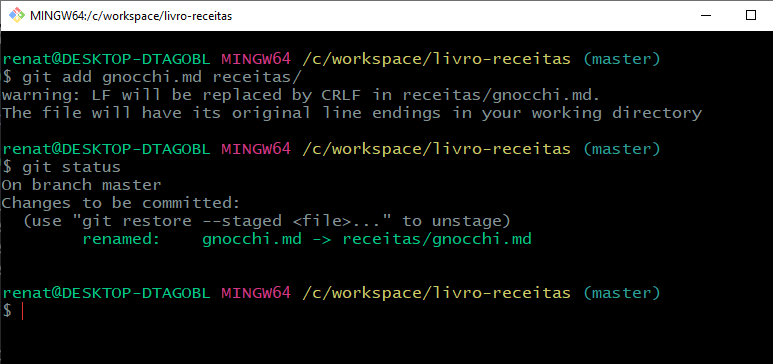 MINGW64:/c/workspace/livro-receitas
renat@DESKTOP-DTAGOBL MINGW64 /c/workspace/livro-receitas (master)
$ git add gnocchi.md receitas/
warning: LF will be replaced by CRLF in receitas/gnocchi.md.
The file will have its original line endings in your working directory
renat@DESKTOP-DTAGOBL MINGW64 /c/workspace/livro-receitas (master)
$ git status
On branch master
Changes to be committed:
  (use "git restore --staged <file>..." to unstage)
        renamed:    gnocchi.md -> receitas/gnocchi.md
renat@DESKTOP-DTAGOBL MINGW64 /c/workspace/livro-receitas (master)
$